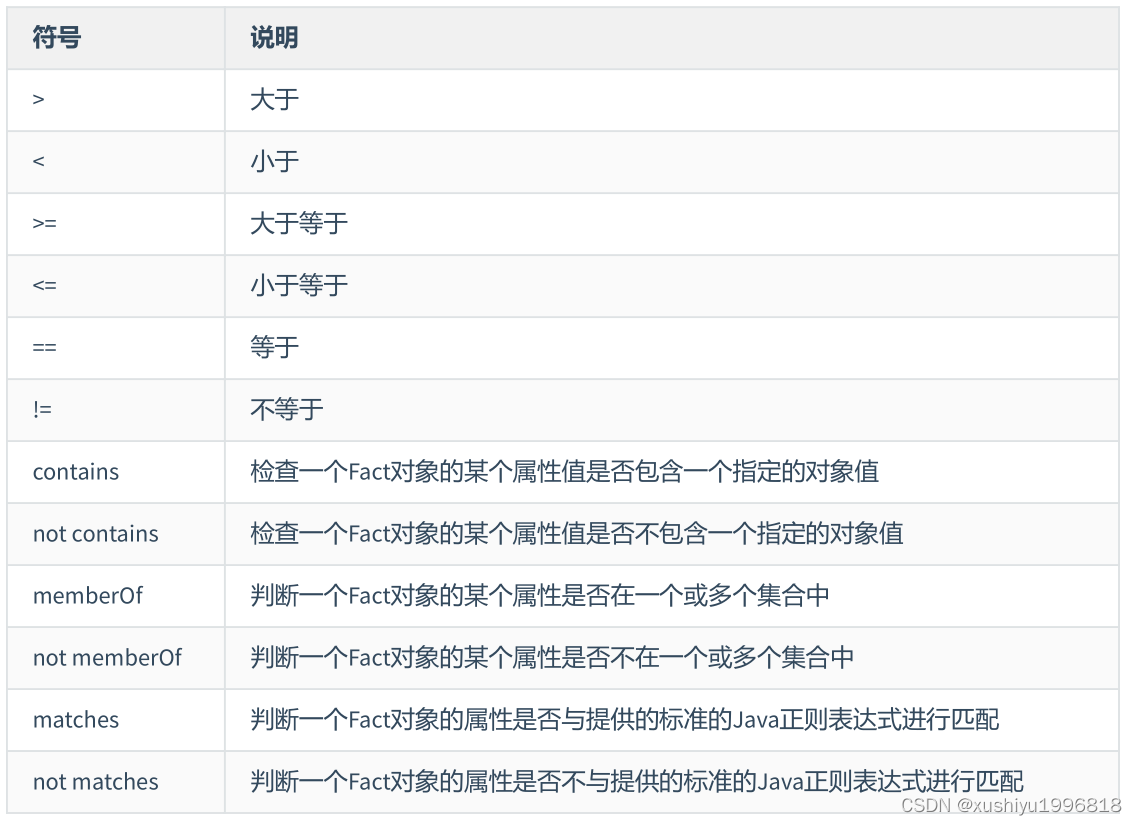 符号 说明
> 大于
< 小于
>= 大于等于
<= 小于等于
== 等于
!= 不等于
contains 检查一个Fact对象的某个属性值是否包含一个指定的对象值
not contains 检查一个Fact对象的某个属性值是否不包含一个指定的对象值
memberOf 判断一个Fact对象的某个属性是否在一个或多个集合中
not memberOf 判断一个Fact对象的某个属性是否不在一个或多个集合中
matches 判断一个Fact对象的属性是否与提供的标准的Java正则表达式进行匹配
not matches 判断一个Fact对象的属性是否不与提供的标准的Java正则表达式进行匹配
CSDN @xushiyu1996818